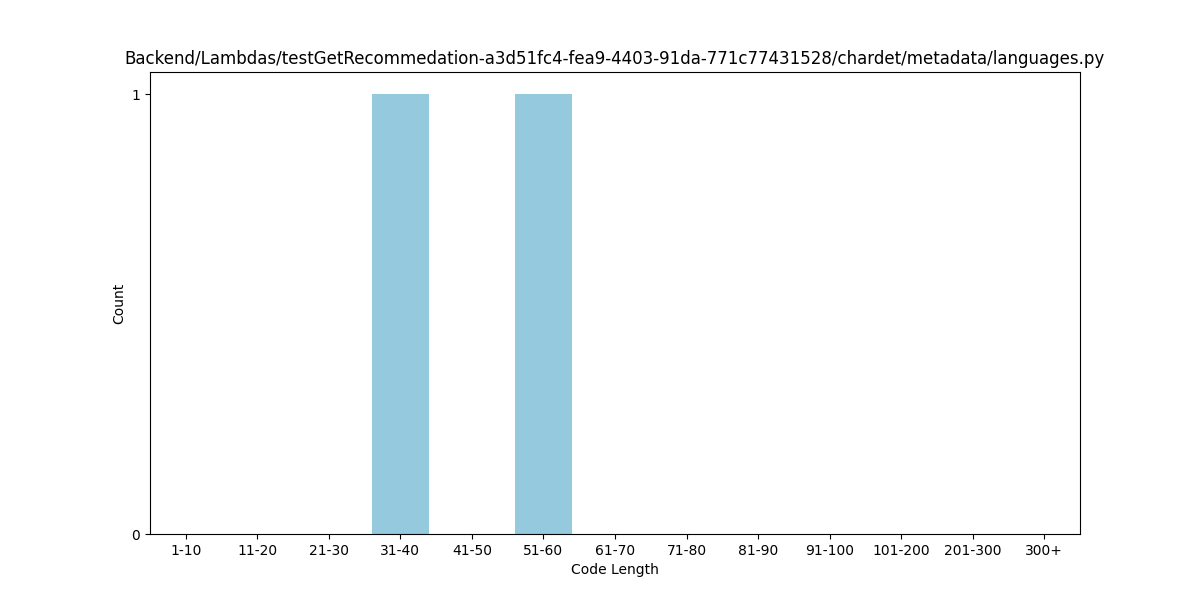 Backend/Lambdas/testGetRecommedation-a3d51fc4-fea9-4403-91da-771c77431528/chardet/metadata/languages.py
1
Count
0
1-10 11-20 21-30 31-40 41-50 51-60 61-70 71-80 81-90 91-100 101-200 201-300 300+
Code Length